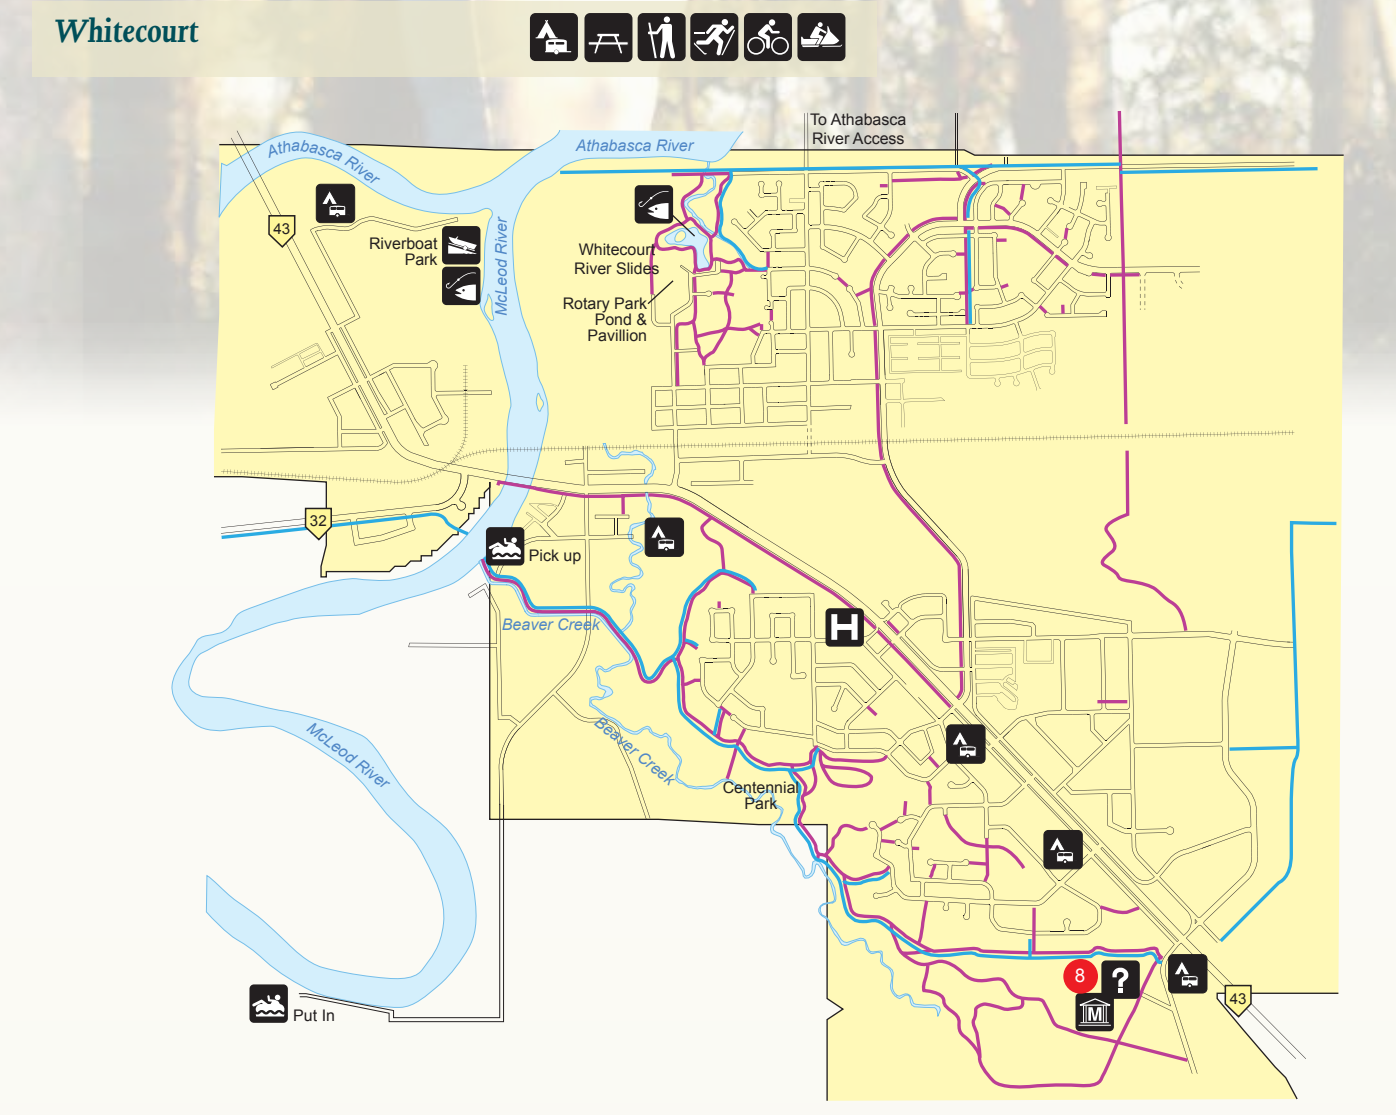 Whitecourt
To Athabasca
River Access
Athabasca River
Athabasca River
43
Riverboat
Park
McLeod River
Whitecourt
River Slides
Rotary Park
Pond &
Pavillion
32
Pick up
Beaver Creek
H
Beaver Creek
McLeod River
Centennial
Park
8
?
M
43
Put In